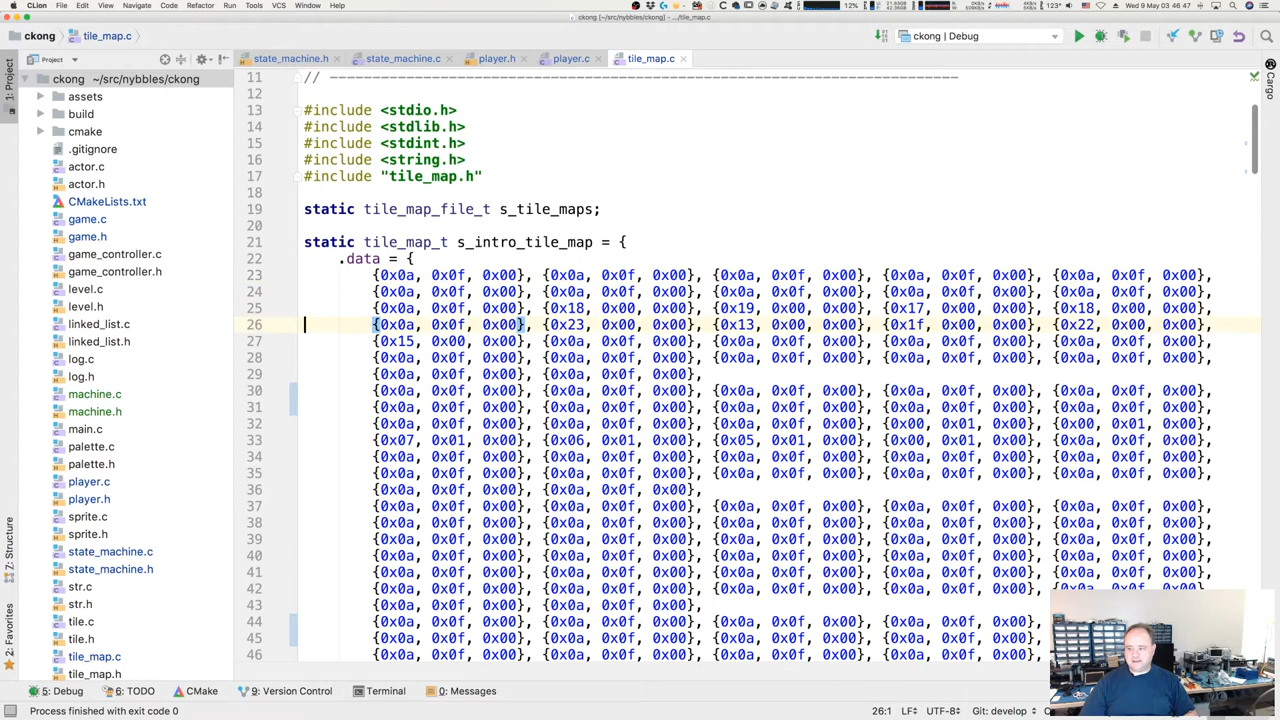 CLion File Edit View Navigate Code Refactor Run Tools VCS Window Help 12% Wed 9 May 03 46 47
ckong [~/src/nybbles/ckong] - .../tile_map.c
ckong tile_map.c ckong | Debug
Project state_machine.h state_machine.c player.h player.c tile_map.c
1: Project
7: Structure
2: Favorites
Cargo
ckong ~/src/nybbles/ckong
assets
build
cmake
.gitignore
actor.c
actor.h
CMakeLists.txt
game.c
game.h
game_controller.c
game_controller.h
level.c
level.h
linked_list.c
linked_list.h
log.c
log.h
machine.c
machine.h
main.c
palette.c
palette.h
player.c
player.h
sprite.c
sprite.h
state_machine.c
state_machine.h
str.c
str.h
tile.c
tile.h
tile_map.c
tile_map.h
11 // --------------------------------------------------------------------------
12
13 #include <stdio.h>
14 #include <stdlib.h>
15 #include <stdint.h>
16 #include <string.h>
17 #include "tile_map.h"
18
19 static tile_map_file_t s_tile_maps;
20
21 static tile_map_t s_intro_tile_map = {
22 .data = {
23 {0x0a, 0x0f, 0x00}, {0x0a, 0x0f, 0x00}, {0x0a, 0x0f, 0x00}, {0x0a, 0x0f, 0x00}, {0x0a, 0x0f, 0x00},
24 {0x0a, 0x0f, 0x00}, {0x0a, 0x0f, 0x00}, {0x0a, 0x0f, 0x00}, {0x0a, 0x0f, 0x00}, {0x0a, 0x0f, 0x00},
25 {0x0a, 0x0f, 0x00}, {0x18, 0x00, 0x00}, {0x19, 0x00, 0x00}, {0x17, 0x00, 0x00}, {0x18, 0x00, 0x00},
26 {0x0a, 0x0f, 0x00}, {0x23, 0x00, 0x00}, {0x13, 0x00, 0x00}, {0x1f, 0x00, 0x00}, {0x22, 0x00, 0x00},
27 {0x15, 0x00, 0x00}, {0x0a, 0x0f, 0x00}, {0x0a, 0x0f, 0x00}, {0x0a, 0x0f, 0x00}, {0x0a, 0x0f, 0x00},
28 {0x0a, 0x0f, 0x00}, {0x0a, 0x0f, 0x00}, {0x0a, 0x0f, 0x00}, {0x0a, 0x0f, 0x00}, {0x0a, 0x0f, 0x00},
29 {0x0a, 0x0f, 0x00}, {0x0a, 0x0f, 0x00},
30 {0x0a, 0x0f, 0x00}, {0x0a, 0x0f, 0x00}, {0x0a, 0x0f, 0x00}, {0x0a, 0x0f, 0x00}, {0x0a, 0x0f, 0x00},
31 {0x0a, 0x0f, 0x00}, {0x0a, 0x0f, 0x00}, {0x0a, 0x0f, 0x00}, {0x0a, 0x0f, 0x00}, {0x0a, 0x0f, 0x00},
32 {0x0a, 0x0f, 0x00}, {0x0a, 0x0f, 0x00}, {0x0a, 0x0f, 0x00}, {0x00, 0x01, 0x00}, {0x00, 0x01, 0x00},
33 {0x07, 0x01, 0x00}, {0x06, 0x01, 0x00}, {0x05, 0x01, 0x00}, {0x00, 0x01, 0x00}, {0x0a, 0x0f, 0x00},
34 {0x0a, 0x0f, 0x00}, {0x0a, 0x0f, 0x00}, {0x0a, 0x0f, 0x00}, {0x0a, 0x0f, 0x00}, {0x0a, 0x0f, 0x00},
35 {0x0a, 0x0f, 0x00}, {0x0a, 0x0f, 0x00}, {0x0a, 0x0f, 0x00}, {0x0a, 0x0f, 0x00}, {0x0a, 0x0f, 0x00},
36 {0x0a, 0x0f, 0x00}, {0x0a, 0x0f, 0x00},
37 {0x0a, 0x0f, 0x00}, {0x0a, 0x0f, 0x00}, {0x0a, 0x0f, 0x00}, {0x0a, 0x0f, 0x00}, {0x0a, 0x0f, 0x00},
38 {0x0a, 0x0f, 0x00}, {0x0a, 0x0f, 0x00}, {0x0a, 0x0f, 0x00}, {0x0a, 0x0f, 0x00}, {0x0a, 0x0f, 0x00},
39 {0x0a, 0x0f, 0x00}, {0x0a, 0x0f, 0x00}, {0x0a, 0x0f, 0x00}, {0x0a, 0x0f, 0x00}, {0x0a, 0x0f, 0x00},
40 {0x0a, 0x0f, 0x00}, {0x0a, 0x0f, 0x00}, {0x0a, 0x0f, 0x00}, {0x0a, 0x0f, 0x00}, {0x0a, 0x0f, 0x00},
41 {0x0a, 0x0f, 0x00}, {0x0a, 0x0f, 0x00}, {0x0a, 0x0f, 0x00}, {0x0a, 0x0f, 0x00}, {0x0a, 0x0f, 0x00},
42 {0x0a, 0x0f, 0x00}, {0x0a, 0x0f, 0x00}, {0x0a, 0x0f, 0x00}, {0x0a, 0x0f, 0x00}, {0x0a, 0x0f, 0x00},
43 {0x0a, 0x0f, 0x00}, {0x0a, 0x0f, 0x00},
44 {0x0a, 0x0f, 0x00}, {0x0a, 0x0f, 0x00}, {0x0a, 0x0f, 0x00}, {0x0a, 0x0f, 0x00},
45 {0x0a, 0x0f, 0x00}, {0x0a, 0x0f, 0x00}, {0x0a, 0x0f, 0x00}, {0x0a, 0x0f, 0x00},
46 {0x0a, 0x0f, 0x00}, {0x0a, 0x0f, 0x00}, {0x0a, 0x0f, 0x00}, {0x0a, 0x0f, 0x00},
5: Debug 6: TODO CMake 9: Version Control Terminal 0: Messages
Process finished with exit code 0 26:1 LF÷ UTF-8÷ Git: develop÷